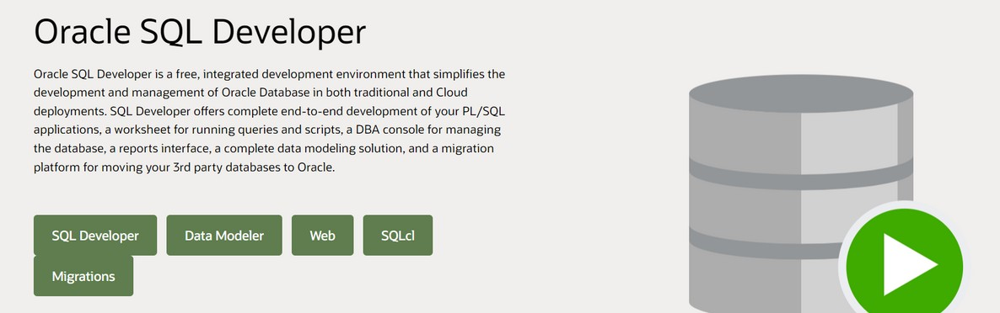 Oracle SQL Developer
Oracle SQL Developer is a free, integrated development environment that simplifies the
development and management of Oracle Database in both traditional and Cloud
deployments. SQL Developer offers complete end-to-end development of your PL/SQL
applications, a worksheet for running queries and scripts, a DBA console for managing
the database, a reports interface, a complete data modeling solution, and a migration
platform for moving your 3rd party databases to Oracle.
SQL Developer
Data Modeler
Web
SQLcl
Migrations